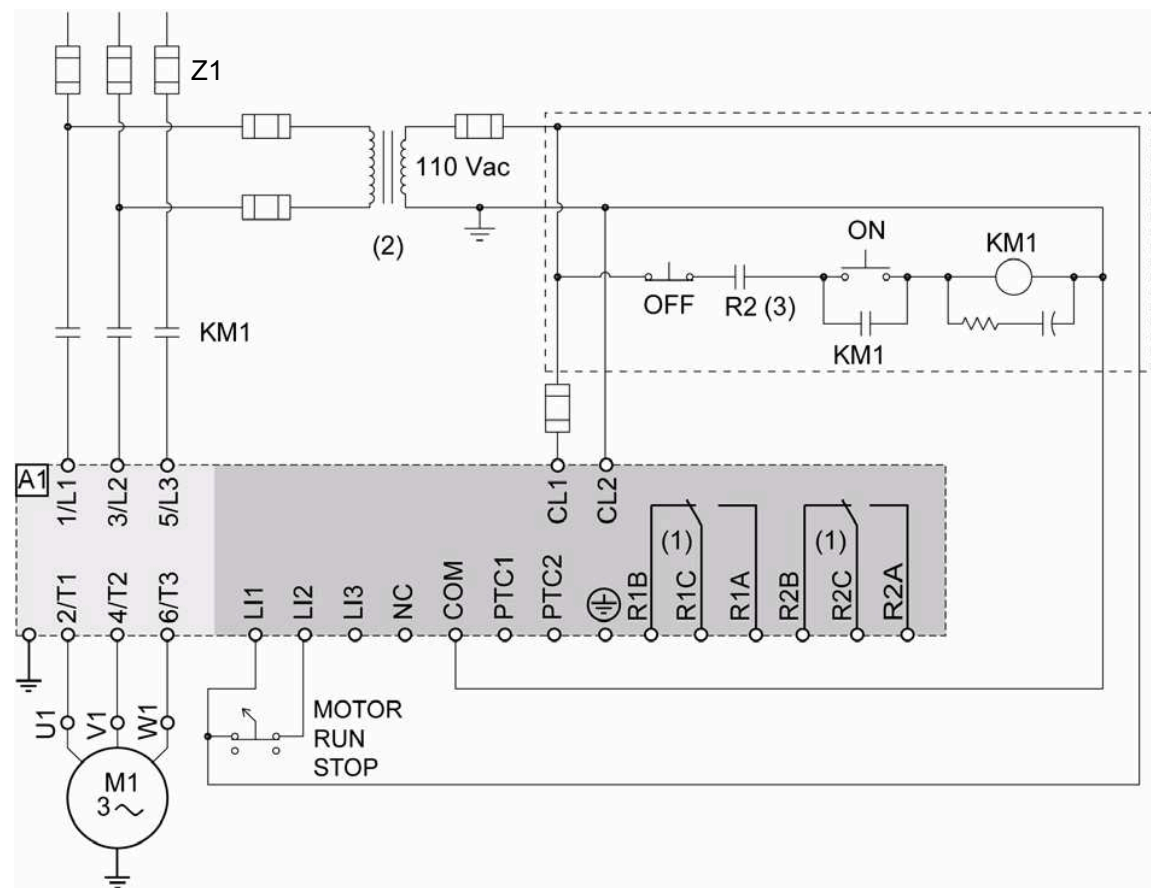 Z1
110 Vac
(2)
ON
KM1
OFF
R2 (3)
KM1
KM1
A1
1/L1
3/L2
5/L3
CL1
CL2
(1)
(1)
2/T1
4/T2
6/T3
LI1
LI2
LI3
NC
COM
PTC1
PTC2
R1B
R1C
R1A
R2B
R2C
R2A
U1
V1
W1
MOTOR
RUN
STOP
M1
3